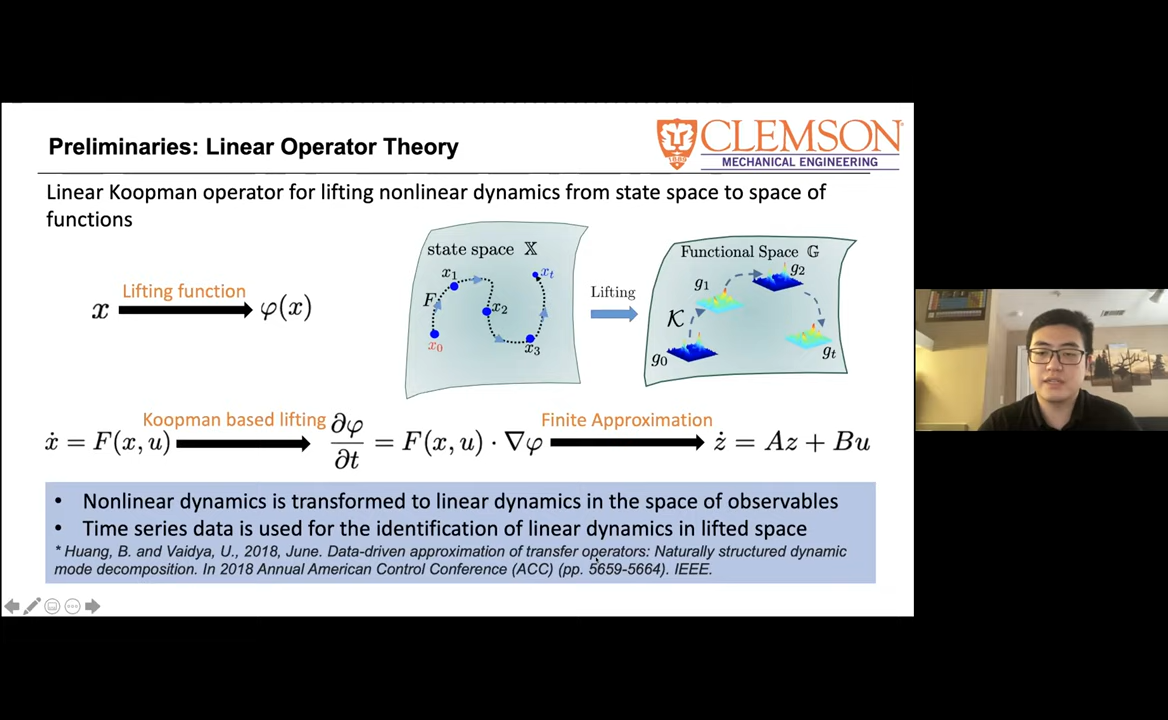 Preliminaries: Linear Operator Theory
CLEMSON
MECHANICAL ENGINEERING
1889
Linear Koopman operator for lifting nonlinear dynamics from state space to space of
functions
x Lifting function φ(x)
state space 𝕏
x₁
xₜ
F
x₂
x₀
x₃
Lifting
Functional Space 𝔾
g₂
g₁
𝒦
g₀
gₜ
ẋ = F(x, u) Koopman based lifting ∂φ/∂t = F(x, u) · ∇φ Finite Approximation ż = Az + Bu
• Nonlinear dynamics is transformed to linear dynamics in the space of observables
• Time series data is used for the identification of linear dynamics in lifted space
* Huang, B. and Vaidya, U., 2018, June. Data-driven approximation of transfer operators: Naturally structured dynamic
mode decomposition. In 2018 Annual American Control Conference (ACC) (pp. 5659-5664). IEEE.